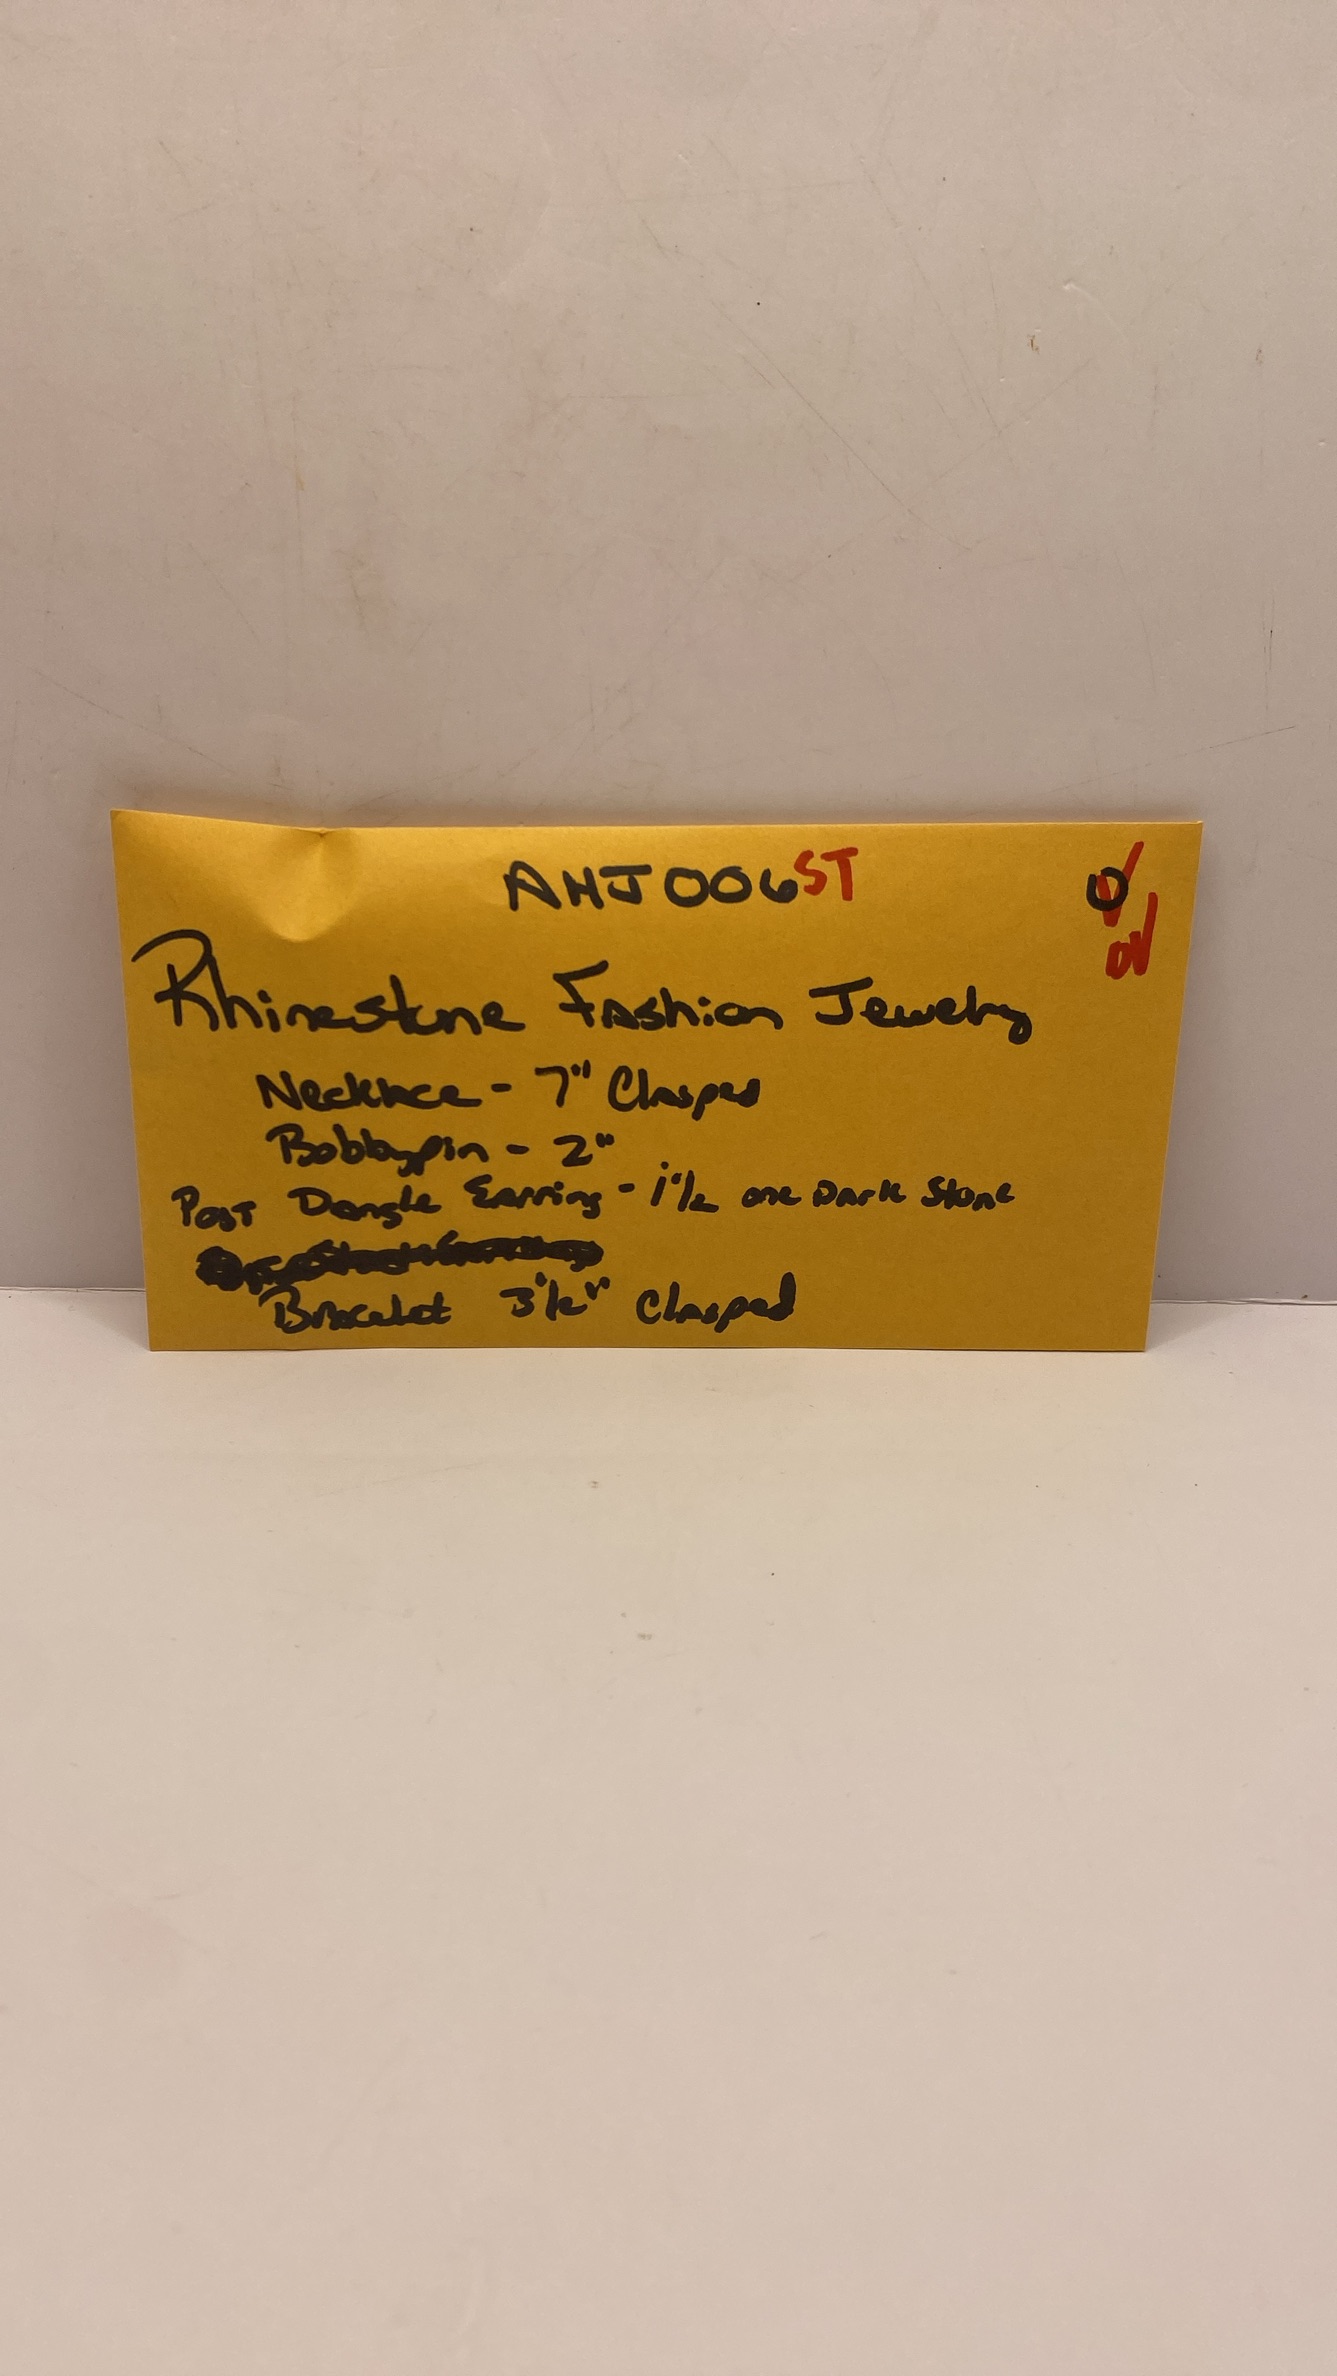 AHJ006ST
O✓
O✓
Rhinestone Fashion Jewelry
Necklace - 7" Clasped
Bobbypin - 2"
Post Dangle Earring - 1 1/2 one Dark Stone
Bracelet 3 1/2" Clasped